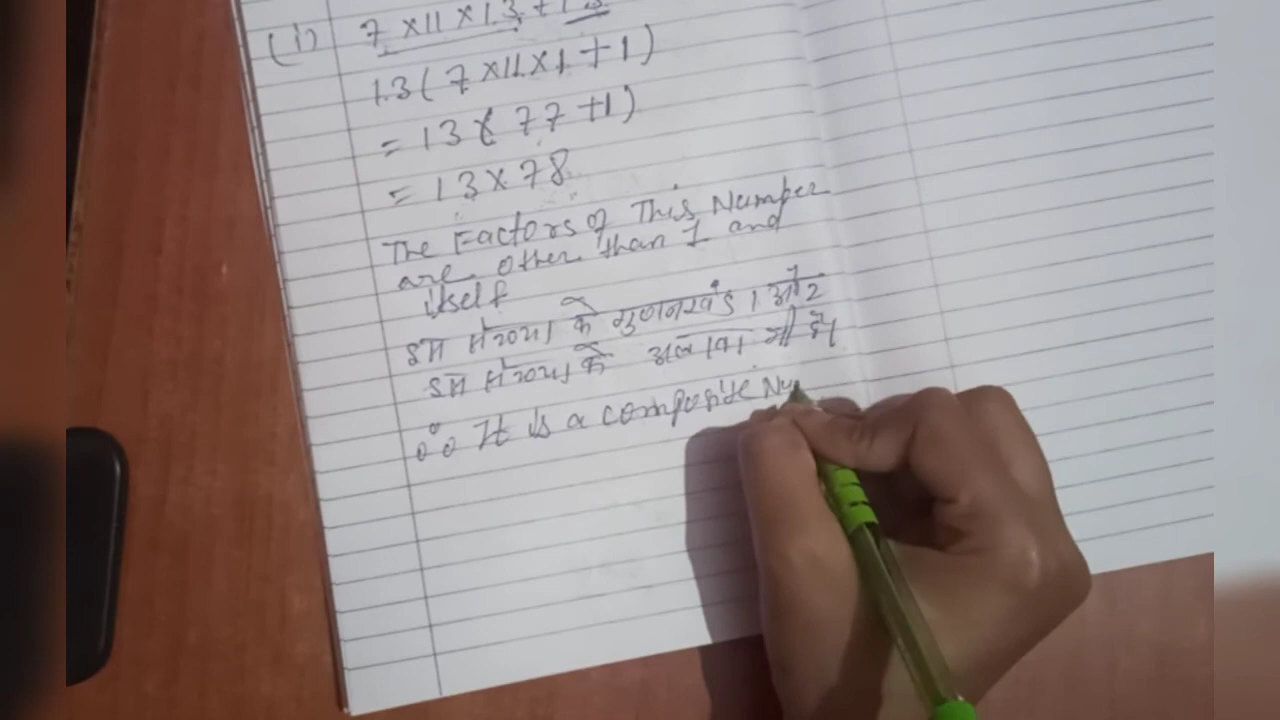 (i) 7 × 11 × 13 + 13
13 ( 7 × 11 × 1 + 1 )
= 13 ( 77 + 1 )
= 13 × 78
The Factors of This Number
are other than 1 and
itself
इस संख्या के गुणनखंड 1 और
इस संख्या के अलावा भी है
∴ It is a composite Nu